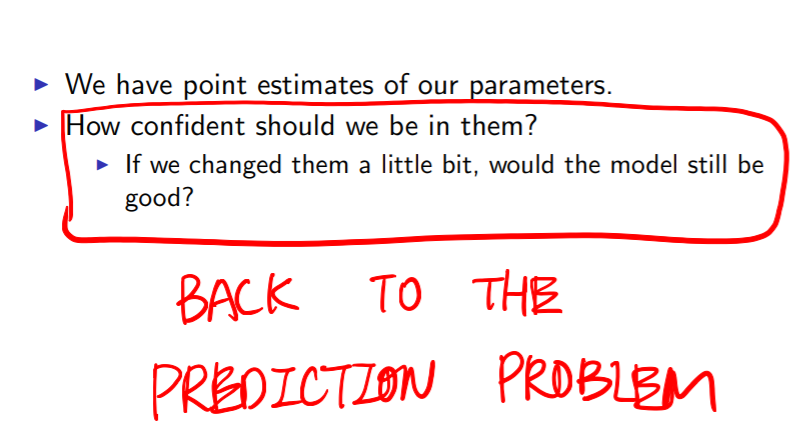 We have point estimates of our parameters.
How confident should we be in them?
If we changed them a little bit, would the model still be
good?
BACK TO THE
PREDICTION PROBLEM